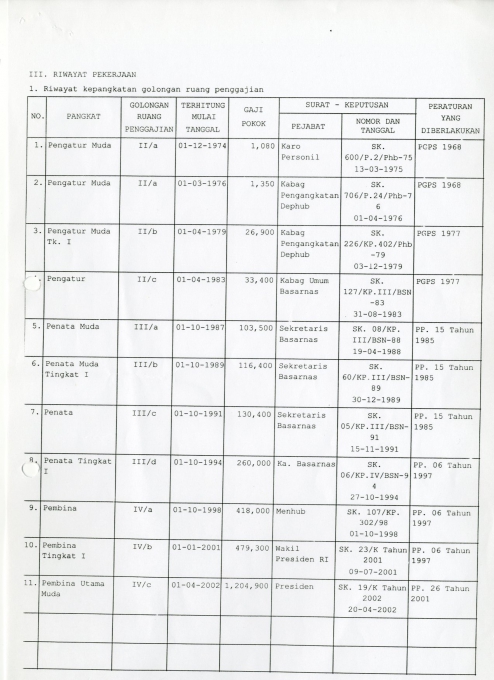 III. RIWAYAT PEKERJAAN
1. Riwayat kepangkatan golongan ruang penggajian
NO. PANGKAT GOLONGAN RUANG PENGGAJIAN TERHITUNG MULAI TANGGAL GAJI POKOK SURAT - KEPUTUSAN PERATURAN YANG DIBERLAKUKAN
PEJABAT NOMOR DAN TANGGAL
1. Pengatur Muda II/a 01-12-1974 1,080 Karo Personil SK. 600/P.2/Phb-75 13-03-1975 PGPS 1968
2. Pengatur Muda II/a 01-03-1976 1,350 Kabag Pengangkatan Dephub SK. 706/P.24/Phb-76 01-04-1976 PGPS 1968
3. Pengatur Muda Tk. I II/b 01-04-1979 26,900 Kabag Pengangkatan Dephub SK. 226/KP.402/Phb-79 03-12-1979 PGPS 1977
Pengatur II/c 01-04-1983 33,400 Kabag Umum Basarnas SK. 127/KP.III/BSN-83 31-08-1983 PGPS 1977
5. Penata Muda III/a 01-10-1987 103,500 Sekretaris Basarnas SK. 08/KP.III/BSN-88 19-04-1988 PP. 15 Tahun 1985
6. Penata Muda Tingkat I III/b 01-10-1989 116,400 Sekretaris Basarnas SK. 60/KP.III/BSN-89 30-12-1989 PP. 15 Tahun 1985
7. Penata III/c 01-10-1991 130,400 Sekretaris Basarnas SK. 05/KP.III/BSN-91 15-11-1991 PP. 15 Tahun 1985
8. Penata Tingkat I III/d 01-10-1994 260,000 Ka. Basarnas SK. 06/KP.IV/BSN-94 27-10-1994 PP. 06 Tahun 1997
9. Pembina IV/a 01-10-1998 418,000 Menhub SK. 107/KP.302/98 01-10-1998 PP. 06 Tahun 1997
10. Pembina Tingkat I IV/b 01-01-2001 479,300 Wakil Presiden RI SK. 23/K Tahun 2001 09-07-2001 PP. 06 Tahun 1997
11. Pembina Utama Muda IV/c 01-04-2002 1,204,900 Presiden SK. 19/K Tahun 2002 20-04-2002 PP. 26 Tahun 2001